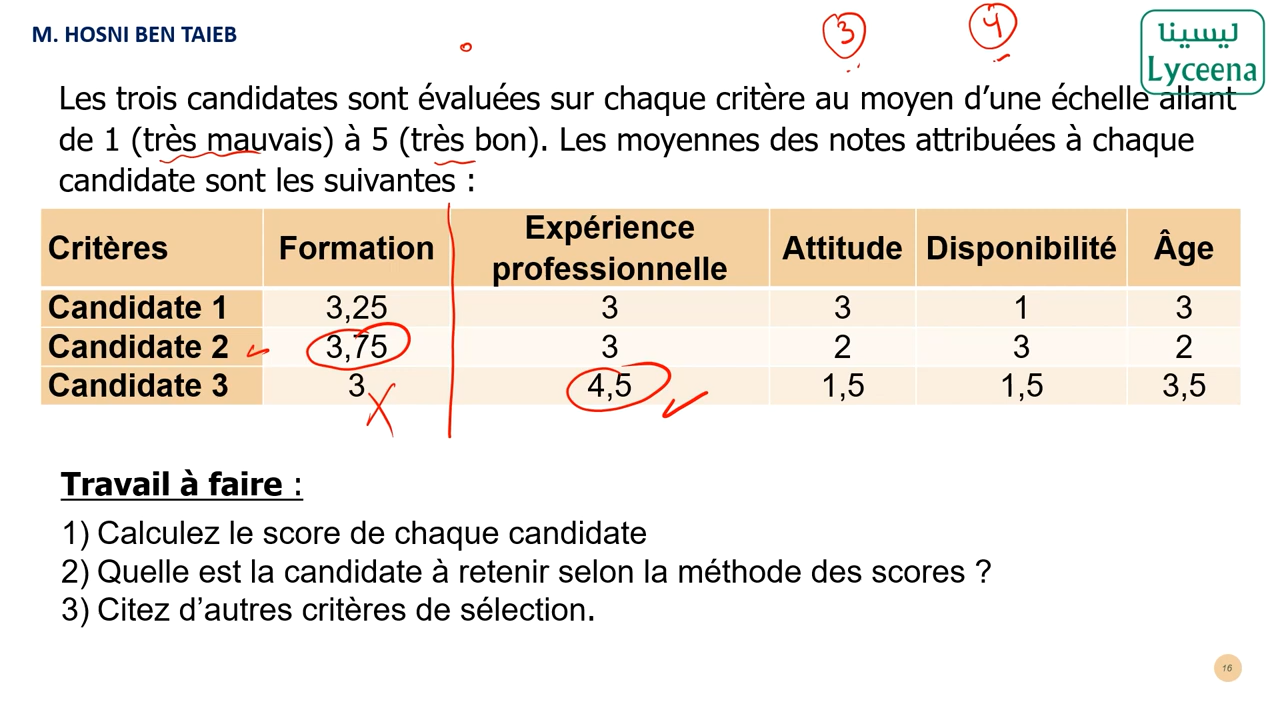 M. HOSNI BEN TAIEB
3
4
ليسينا
Lyceena
Les trois candidates sont évaluées sur chaque critère au moyen d’une échelle allant
de 1 (très mauvais) à 5 (très bon). Les moyennes des notes attribuées à chaque
candidate sont les suivantes :
Critères Formation Expérience professionnelle Attitude Disponibilité Âge
Candidate 1 3,25 3 3 1 3
Candidate 2 3,75 3 2 3 2
Candidate 3 3 4,5 1,5 1,5 3,5
Travail à faire :
1) Calculez le score de chaque candidate
2) Quelle est la candidate à retenir selon la méthode des scores ?
3) Citez d’autres critères de sélection.
16